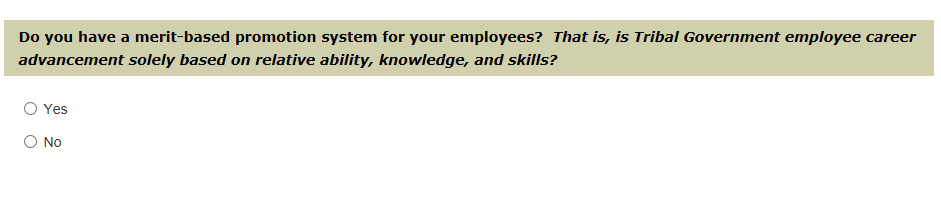 Do you have a merit-based promotion system for your employees?  That is, is Tribal Government employee career
advancement solely based on relative ability, knowledge, and skills?
Yes
No